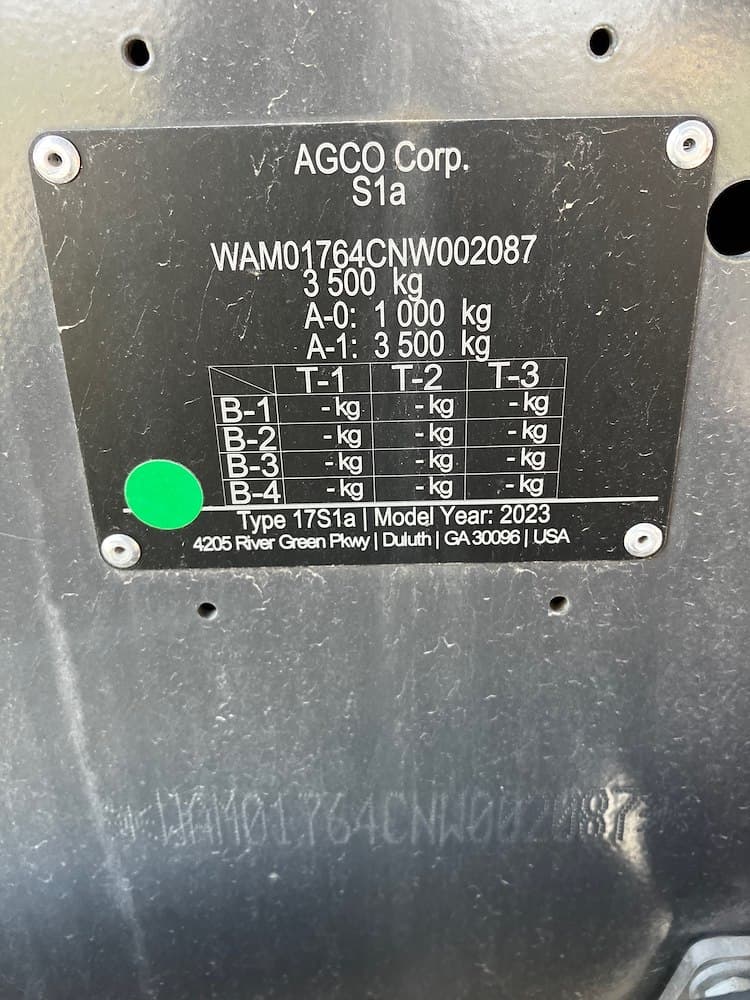 AGCO Corp.
S1a
WAM01764CNW002087
3 500 kg
A-0: 1 000 kg
A-1: 3 500 kg
T-1 T-2 T-3
B-1 - kg - kg - kg
B-2 - kg - kg - kg
B-3 - kg - kg - kg
B-4 - kg - kg - kg
Type 17S1a | Model Year: 2023
4205 River Green Pkwy | Duluth | GA 30096 | USA
WAM01764CNW002087